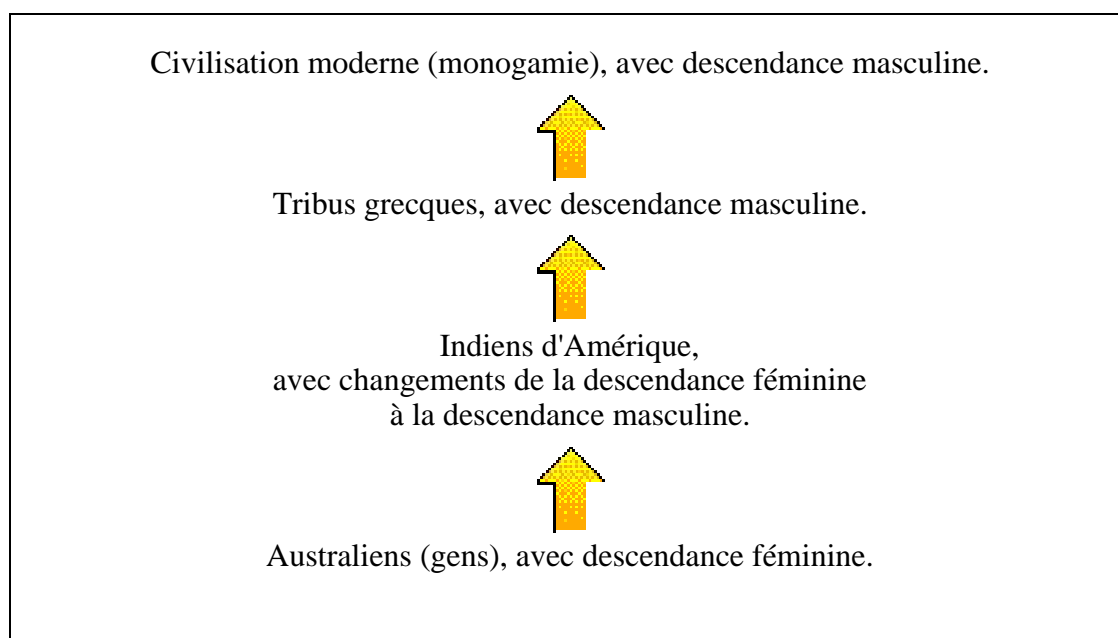 Civilisation moderne (monogamie), avec descendance masculine.
Tribus grecques, avec descendance masculine.
Indiens d'Amérique,
avec changements de la descendance féminine
à la descendance masculine.
Australiens (gens), avec descendance féminine.